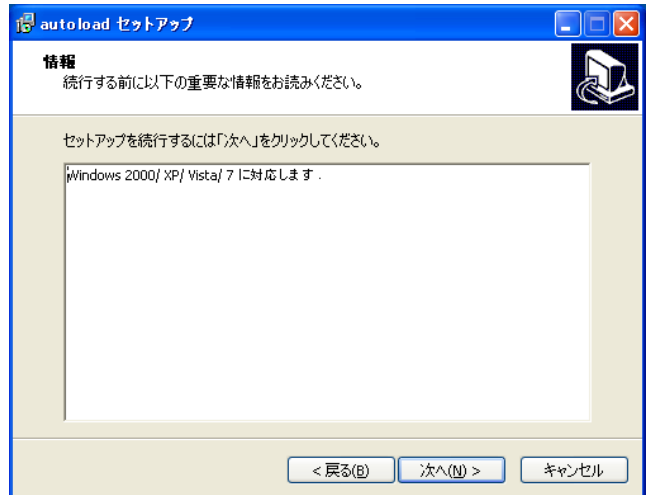 autoload セットアップ
情報
続行する前に以下の重要な情報をお読みください。
セットアップを続行するには「次へ」をクリックしてください。
Windows 2000/ XP/ Vista/ 7 に対応します .
< 戻る(B)
次へ(N) >
キャンセル